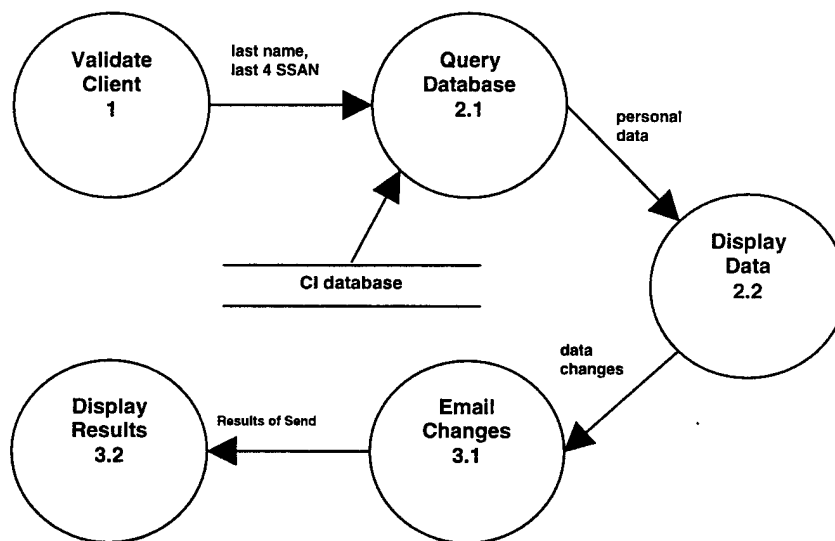 Validate
Client
1
last name,
last 4 SSAN
Query
Database
2.1
personal
data
Display
Data
2.2
CI database
data
changes
Email
Changes
3.1
Results of Send
Display
Results
3.2